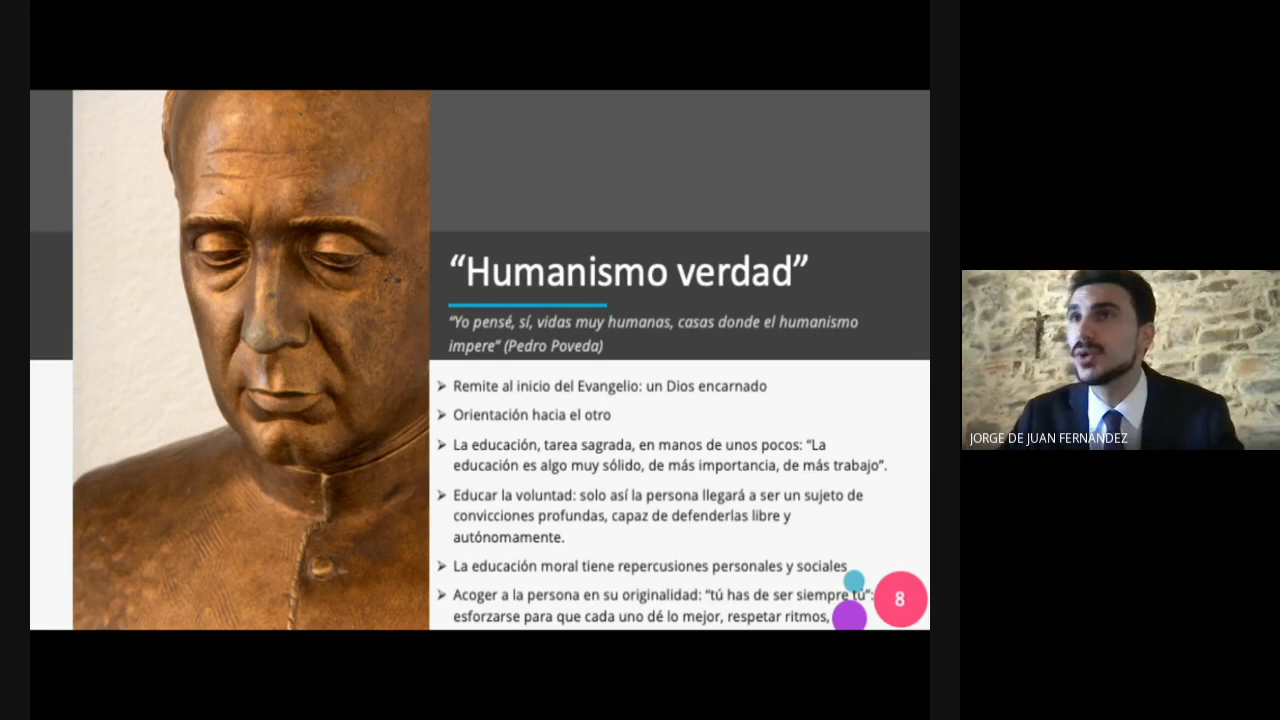 “Humanismo verdad”
“Yo pensé, sí, vidas muy humanas, casas donde el humanismo
impere” (Pedro Poveda)
➢ Remite al inicio del Evangelio: un Dios encarnado
➢ Orientación hacia el otro
➢ La educación, tarea sagrada, en manos de unos pocos: “La
educación es algo muy sólido, de más importancia, de más trabajo”.
➢ Educar la voluntad: solo así la persona llegará a ser un sujeto de
convicciones profundas, capaz de defenderlas libre y
autónomamente.
➢ La educación moral tiene repercusiones personales y sociales
➢ Acoger a la persona en su originalidad: “tú has de ser siempre tú”:
esforzarse para que cada uno dé lo mejor, respetar ritmos,
8
JORGE DE JUAN FERNÁNDEZ